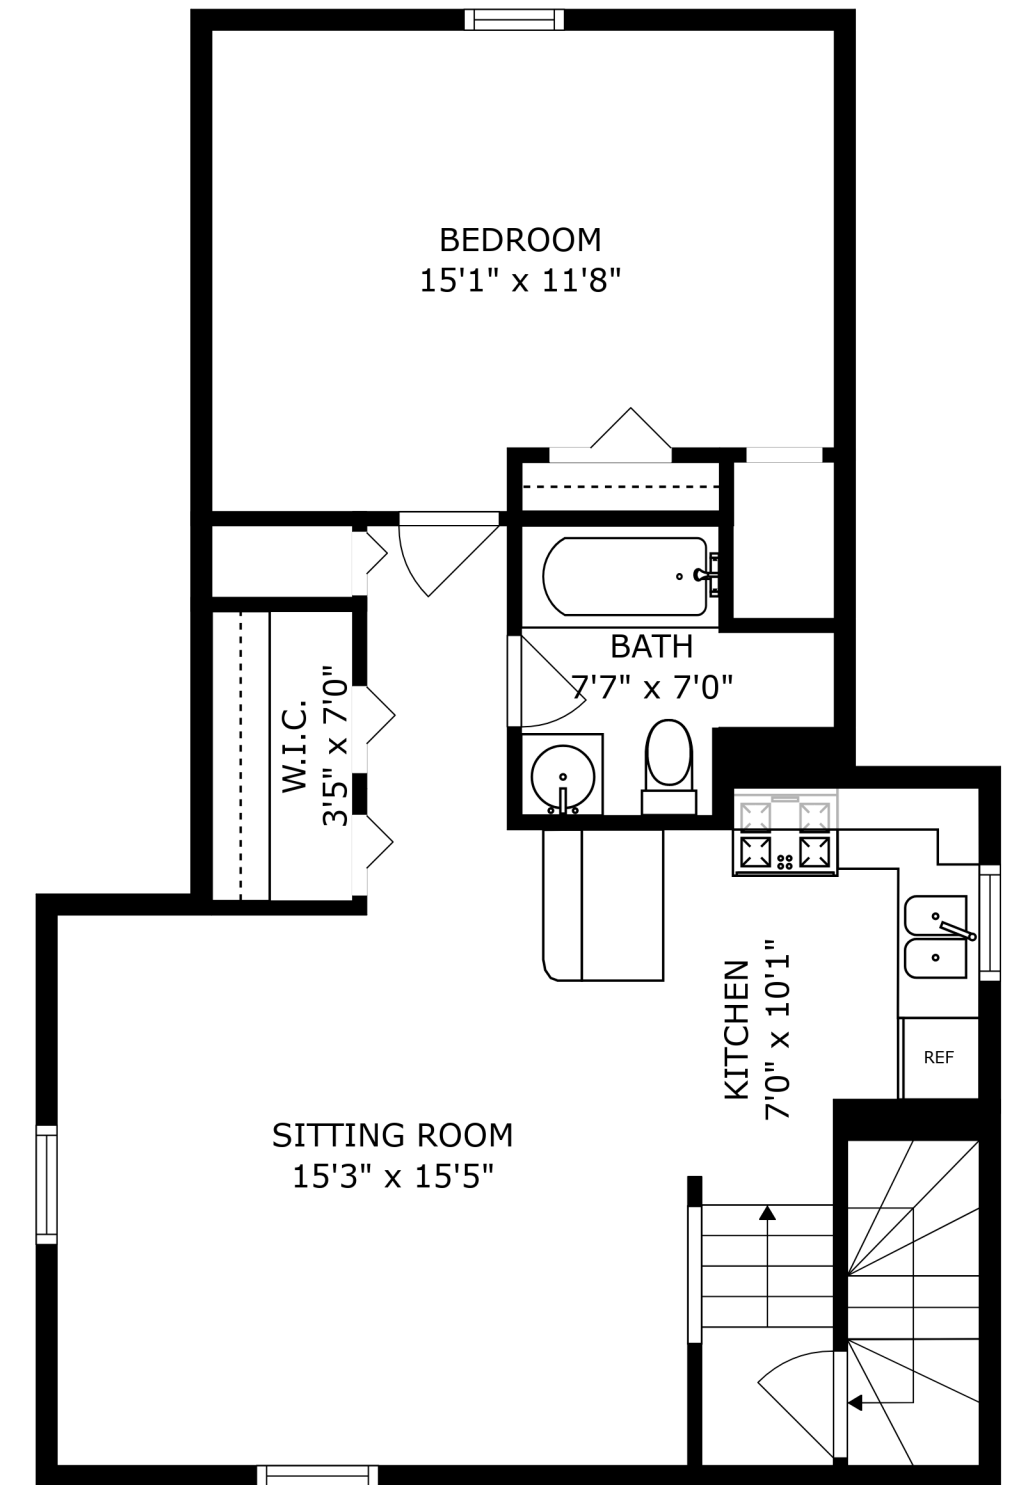 BEDROOM
15'1" x 11'8"
BATH
7'7" x 7'0"
W.I.C.
3'5" x 7'0"
KITCHEN
7'0" x 10'1"
REF
SITTING ROOM
15'3" x 15'5"